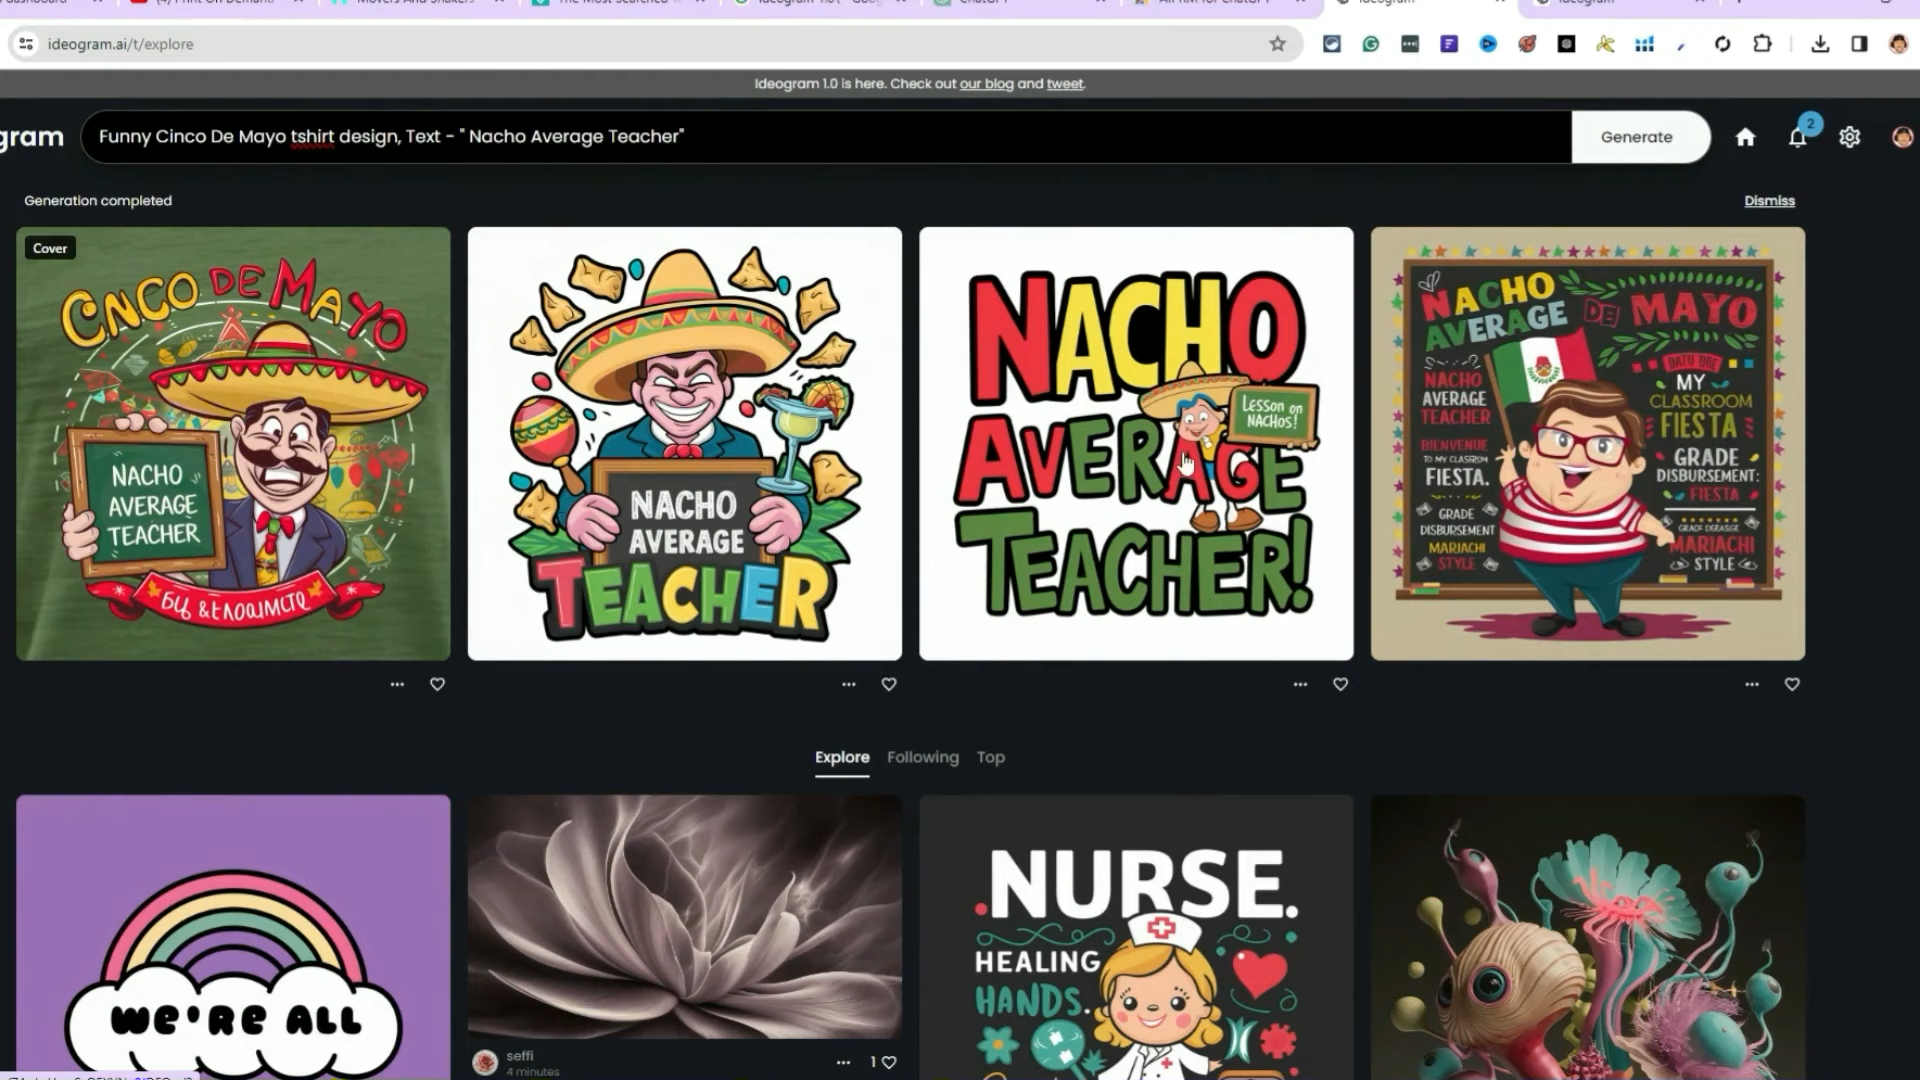 ideogram.ai/t/explore
Ideogram 1.0 is here. Check out our blog and tweet.
gram
Funny Cinco De Mayo tshirt design, Text - " Nacho Average Teacher"
Generate
2
Generation completed
Dismiss
Cover
CNCO DE MAYO
NACHO
AVERAGE
TEACHER
NACHO
AVERAGE
TEACHER
NACHO
AVERAGE
TEACHER!
LESSON ON
NACHOS!
NACHO
AVERAGE
DE MAYO
NACHO
AVERAGE
TEACHER
BIENVENUE
FIESTA.
GRADE
DISBURSEMENT
MARIACHI
STYLE
MY
CLASSROOM
FIESTA
GRADE
DISBURSEMENT:
FIESTA
MARIACHI
STYLE
Explore
Following
Top
WE'RE ALL
seffi
4 minutes
1
.NURSE.
HEALING
HANDS.